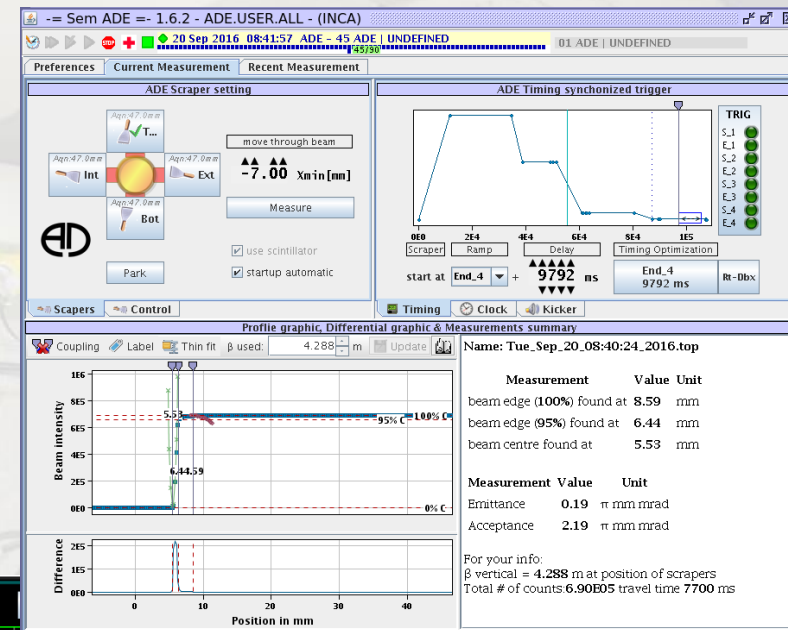 -= Sem ADE =- 1.6.2 - ADE.USER.ALL - (INCA)
STOP
20 Sep 2016 08:41:57 ADE - 45 ADE | UNDEFINED
45/90
01 ADE | UNDEFINED
Preferences Current Measurement Recent Measurement
ADE Scraper setting
Aqn:47.0mm
T...
Aqn:47.0mm
Int
Aqn:47.0mm
Ext
Aqn:47.0mm
Bot
move through beam
-7.00 Xmin[mm]
Measure
AD
use scintillator
startup automatic
Park
Scapers Control
ADE Timing synchonized trigger
TRIG
S_1
E_1
S_2
E_2
S_3
E_3
S_4
E_4
0E0 2E4 4E4 6E4 8E4 1E5
Scraper Ramp Delay Timing Optimization
start at End_4 + 9792 ms
End_4
9792 ms
Rt-Dbx
Timing Clock Kicker
Proflie graphic, Differential graphic & Measurements summary
Coupling Label Thin fit β used: 4.288 m Update
Beam intensity
1E6
8E5
6E5
4E5
2E5
0E0
5.53
6.44
8.59
95% C
100% C
0% C
Difference
2E5
1E5
0E0
0 10 20 30 40
Position in mm
Name: Tue_Sep_20_08:40:24_2016.top
Measurement Value Unit
beam edge (100%) found at 8.59 mm
beam edge (95%) found at 6.44 mm
beam centre found at 5.53 mm
Measurement Value Unit
Emittance 0.19 π mm mrad
Acceptance 2.19 π mm mrad
For your info:
β vertical = 4.288 m at position of scrapers
Total # of counts:6.90E05 travel time 7700 ms